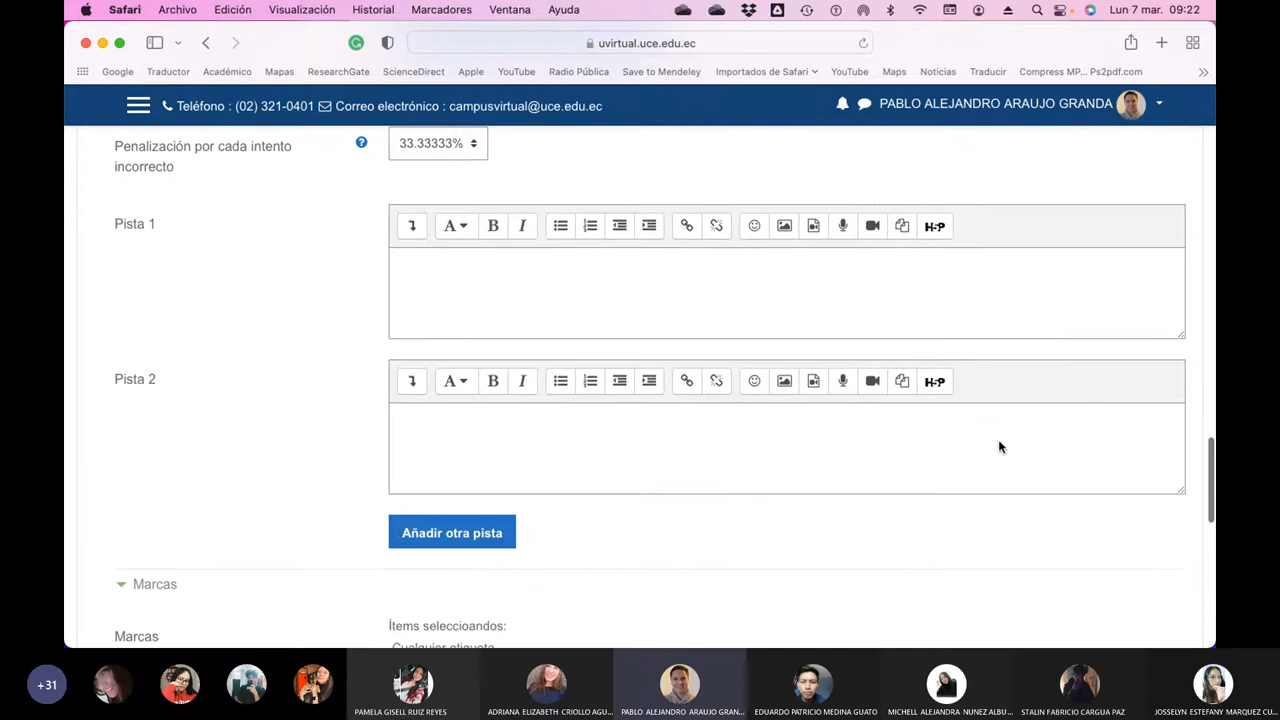 Safari Archivo Edición Visualización Historial Marcadores Ventana Ayuda Lun 7 mar. 09:22
uvirtual.uce.edu.ec
Google Traductor Académico Mapas ResearchGate ScienceDirect Apple YouTube Radio Pública Save to Mendeley Importados de Safari YouTube Maps Noticias Traducir Compress MP... Ps2pdf.com
Teléfono : (02) 321-0401 Correo electrónico : campusvirtual@uce.edu.ec PABLO ALEJANDRO ARAUJO GRANDA
Penalización por cada intento
incorrecto
33.33333%
Pista 1
A B I H5P
Pista 2
A B I H5P
Añadir otra pista
Marcas
Ítems seleccioandos:
Marcas
Cualquier etiqueta
+31
PAMELA GISELL RUIZ REYES ADRIANA ELIZABETH CRIOLLO AGU... PABLO ALEJANDRO ARAUJO GRAN... EDUARDO PATRICIO MEDINA GUATO MICHELL ALEJANDRA NUNEZ ALBU... STALIN FABRICIO CARGUA PAZ JOSSELYN ESTEFANY MARQUEZ CU...